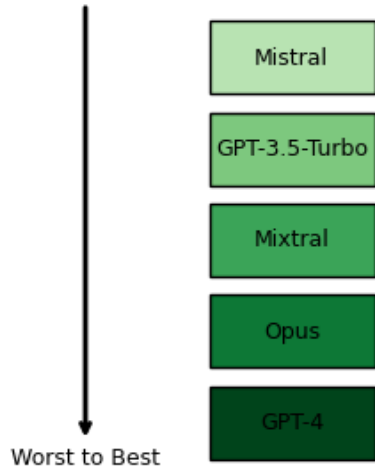 Mistral
GPT-3.5-Turbo
Mixtral
Opus
GPT-4
Worst to Best